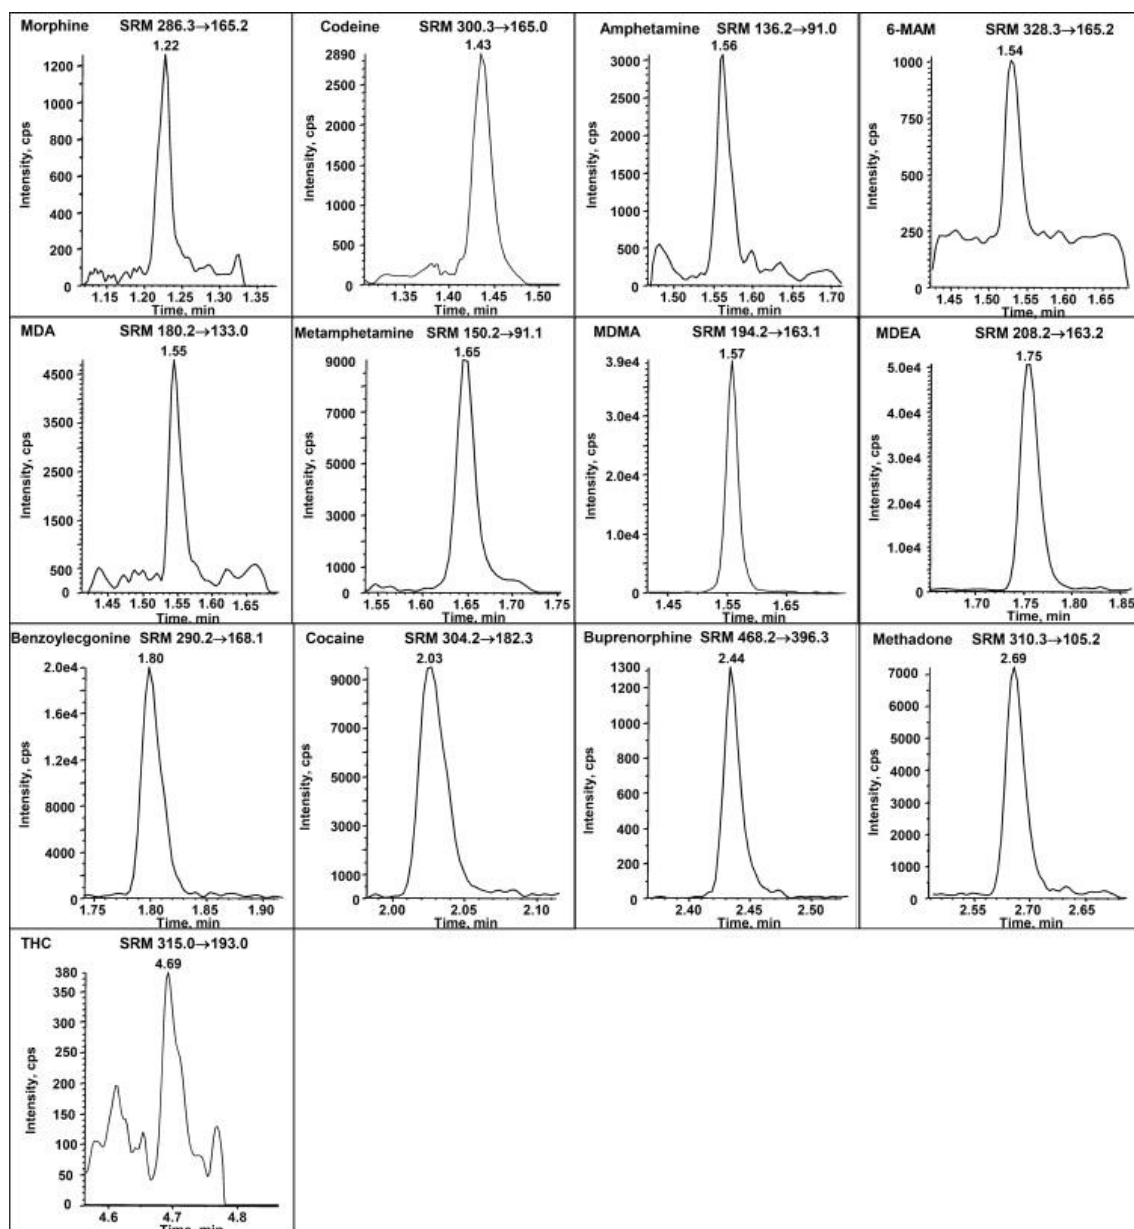 Morphine SRM 286.3→165.2
1.22
Intensity, cps
1200
1000
800
600
400
200
0
1.15 1.20 1.25 1.30 1.35
Time, min
Codeine SRM 300.3→165.0
1.43
Intensity, cps
2890
2500
2000
1500
1000
500
0
1.35 1.40 1.45 1.50
Time, min
Amphetamine SRM 136.2→91.0
1.56
Intensity, cps
3000
2500
2000
1500
1000
500
0
1.50 1.56 1.60 1.65 1.70
Time, min
6-MAM SRM 328.3→165.2
1.54
Intensity, cps
1000
750
500
250
0
1.45 1.50 1.55 1.60 1.65
Time, min
MDA SRM 180.2→133.0
1.55
Intensity, cps
4500
3500
2500
1500
500
0
1.45 1.50 1.55 1.60 1.65
Time, min
Metamphetamine SRM 150.2→91.1
1.65
Intensity, cps
9000
7000
5000
3000
1000
0
1.55 1.60 1.65 1.70 1.75
Time, min
MDMA SRM 194.2→163.1
1.57
Intensity, cps
3.9e4
3.0e4
2.0e4
1.0e4
0
1.45 1.55 1.65
Time, min
MDEA SRM 208.2→163.2
1.75
Intensity, cps
5.0e4
4.0e4
3.0e4
2.0e4
1.0e4
0
1.70 1.75 1.80 1.85
Time, min
Benzoylecgonine SRM 290.2→168.1
1.80
Intensity, cps
2.0e4
1.6e4
1.2e4
8000
4000
0
1.75 1.80 1.85 1.90
Time, min
Cocaine SRM 304.2→182.3
2.03
Intensity, cps
9000
7500
6000
4500
3000
1500
0
2.00 2.05 2.10
Time, min
Buprenorphine SRM 468.2→396.3
2.44
Intensity, cps
1300
1200
1000
800
600
400
200
0
2.40 2.45 2.50
Time, min
Methadone SRM 310.3→105.2
2.69
Intensity, cps
7000
6000
5000
4000
3000
2000
1000
0
2.55 2.70 2.65
Time, min
THC SRM 315.0→193.0
4.69
Intensity, cps
380
350
300
250
200
150
100
50
0
4.6 4.7 4.8
Time, min